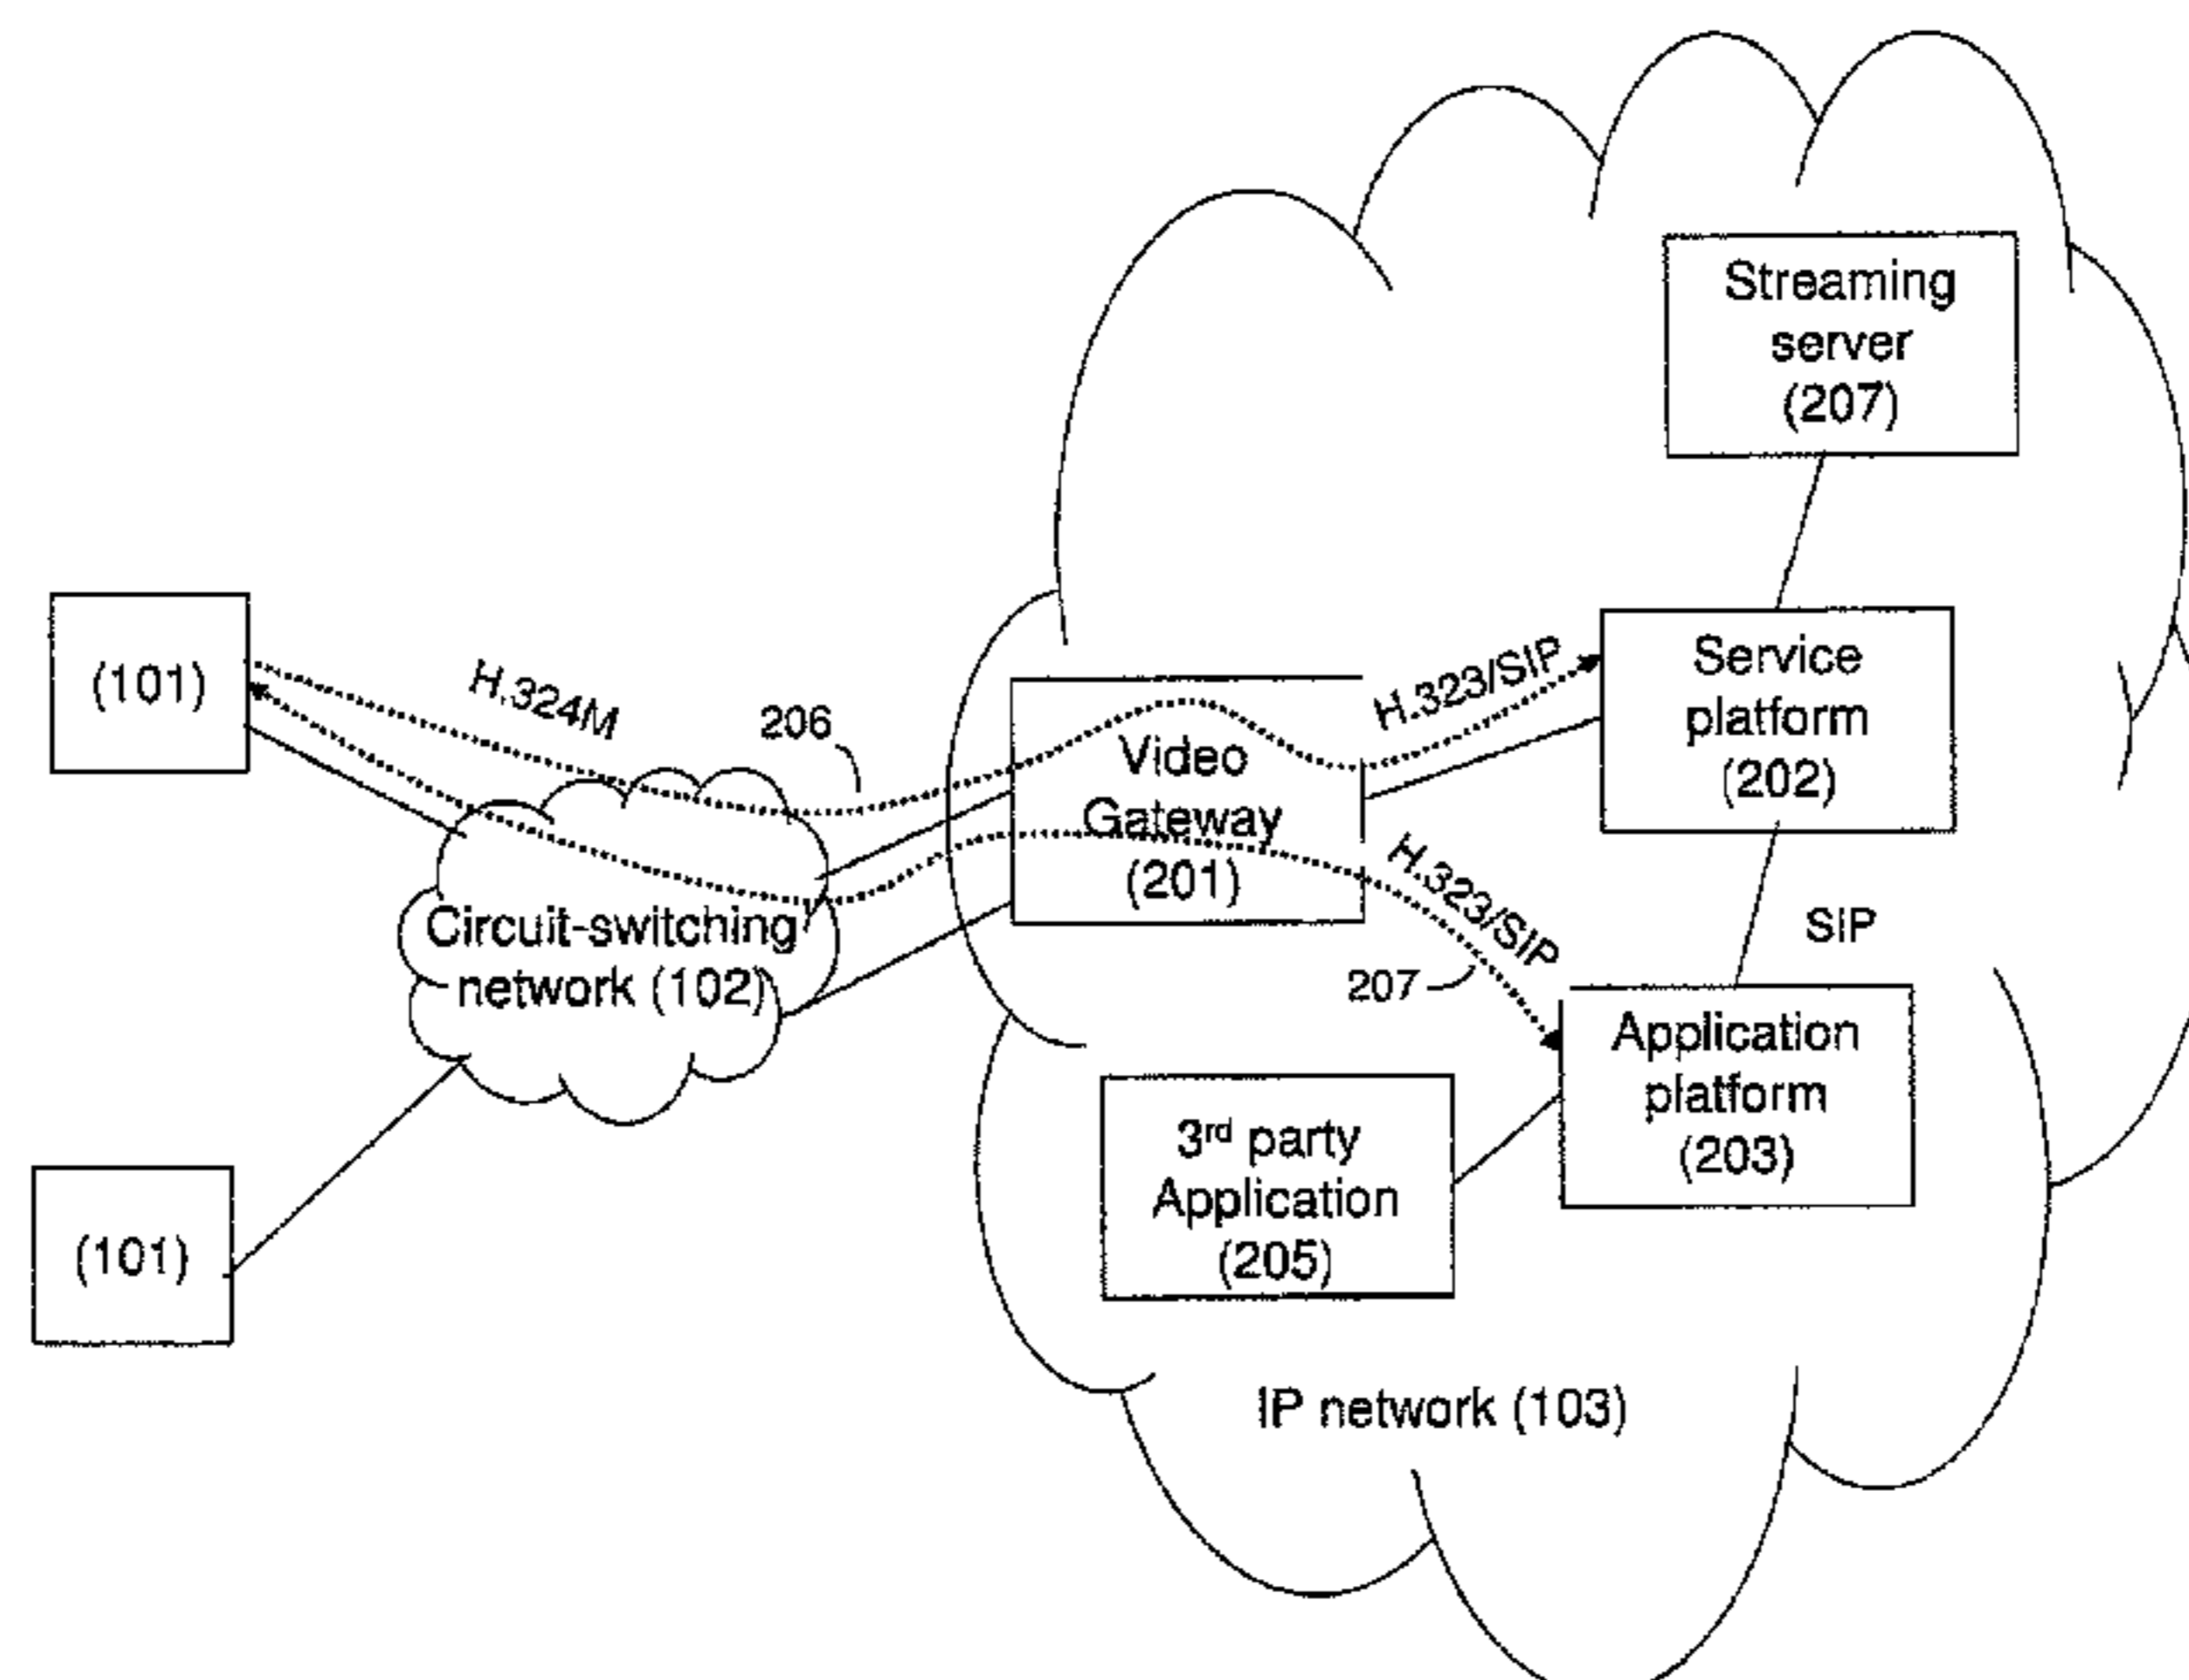 Streaming
server
(207)
(101)
H.324M
206
H.323/SIP
Service
platform
(202)
Video
Gateway
(201)
H.323/SIP
207
SIP
Circuit-switching
network (102)
Application
platform
(203)
3rd party
Application
(205)
(101)
IP network (103)